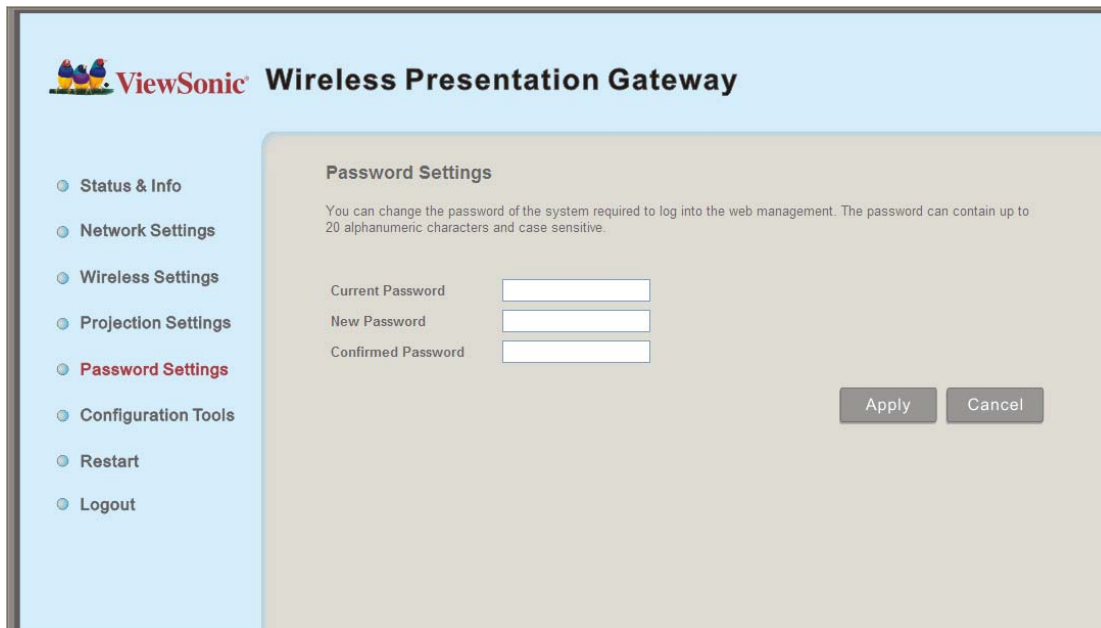 ViewSonic® Wireless Presentation Gateway
Status & Info
Network Settings
Wireless Settings
Projection Settings
Password Settings
Configuration Tools
Restart
Logout
Password Settings
You can change the password of the system required to log into the web management. The password can contain up to
20 alphanumeric characters and case sensitive.
Current Password
New Password
Confirmed Password
Apply Cancel